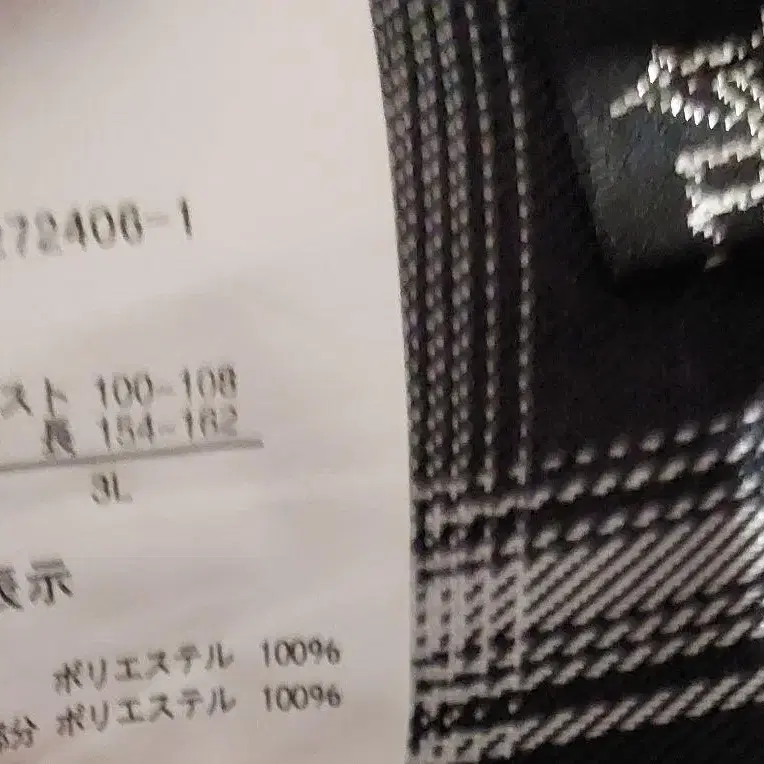 72408-1
スト 100-108
長 154-162
3L
表示
ポリエステル 100%
部分 ポリエステル 100%